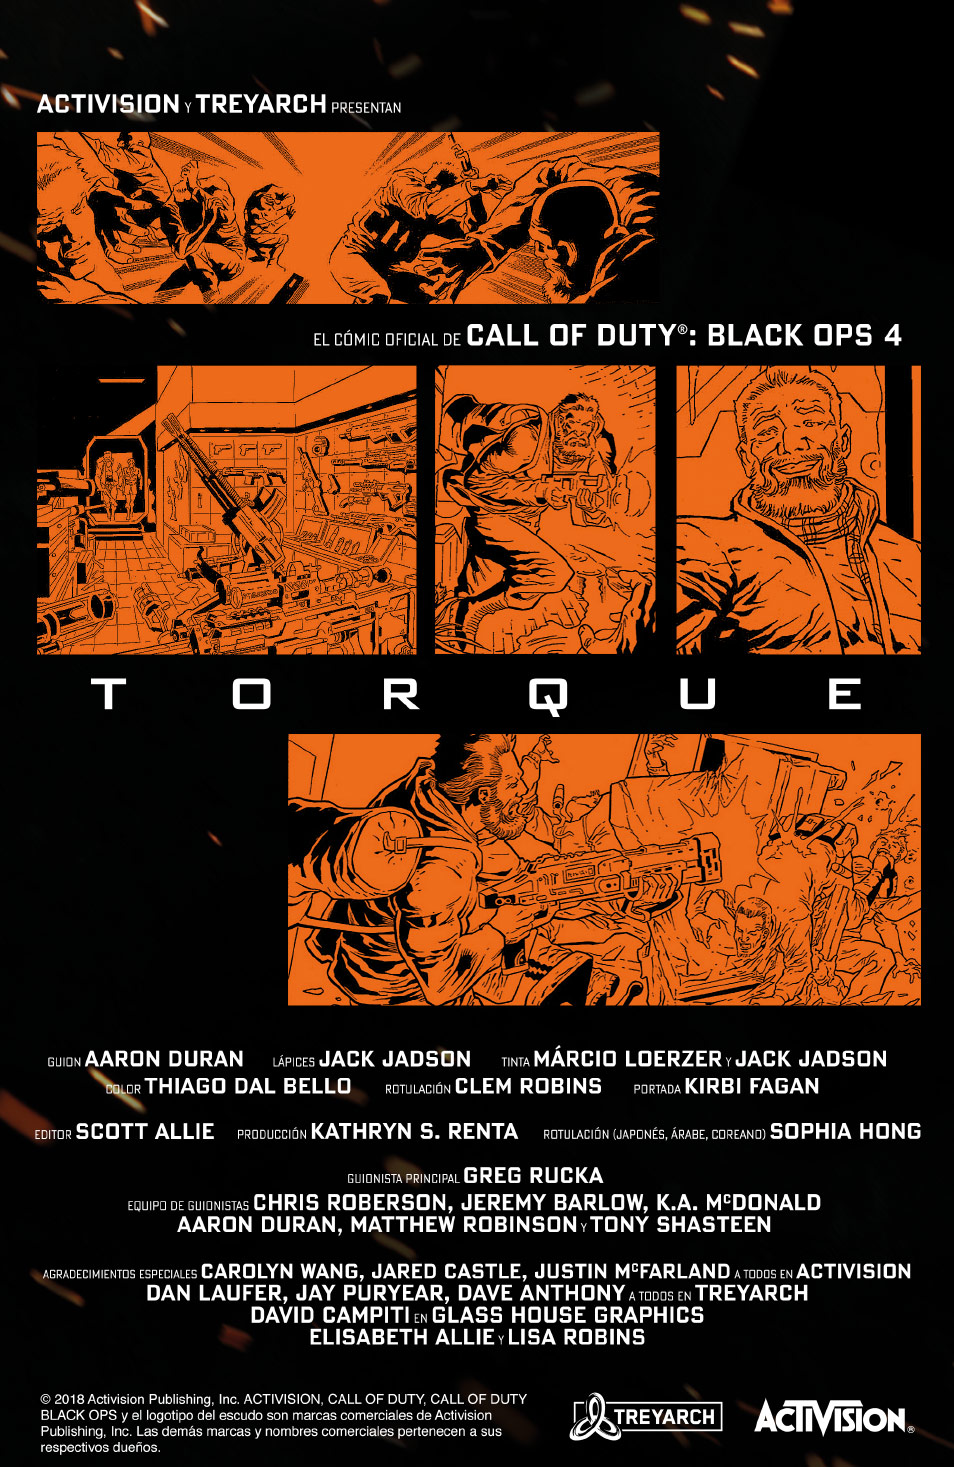 ACTIVISION Y TREYARCH PRESENTAN
EL CÓMIC OFICIAL DE CALL OF DUTY®: BLACK OPS 4
TORQUE
GUION AARON DURAN LÁPICES JACK JADSON TINTA MÁRCIO LOERZER Y JACK JADSON
COLOR THIAGO DAL BELLO ROTULACIÓN CLEM ROBINS PORTADA KIRBI FAGAN
EDITOR SCOTT ALLIE PRODUCCIÓN KATHRYN S. RENTA ROTULACIÓN (JAPONÉS, ÁRABE, COREANO) SOPHIA HONG
GUIONISTA PRINCIPAL GREG RUCKA
EQUIPO DE GUIONISTAS CHRIS ROBERSON, JEREMY BARLOW, K.A. McDONALD
AARON DURAN, MATTHEW ROBINSON Y TONY SHASTEEN
AGRADECIMIENTOS ESPECIALES CAROLYN WANG, JARED CASTLE, JUSTIN McFARLAND A TODOS EN ACTIVISION
DAN LAUFER, JAY PURYEAR, DAVE ANTHONY A TODOS EN TREYARCH
DAVID CAMPITI EN GLASS HOUSE GRAPHICS
ELISABETH ALLIE Y LISA ROBINS
© 2018 Activision Publishing, Inc. ACTIVISION, CALL OF DUTY, CALL OF DUTY
BLACK OPS y el logotipo del escudo son marcas comerciales de Activision
Publishing, Inc. Las demás marcas y nombres comerciales pertenecen a sus
respectivos dueños.
TREYARCH
ACTIVISION®